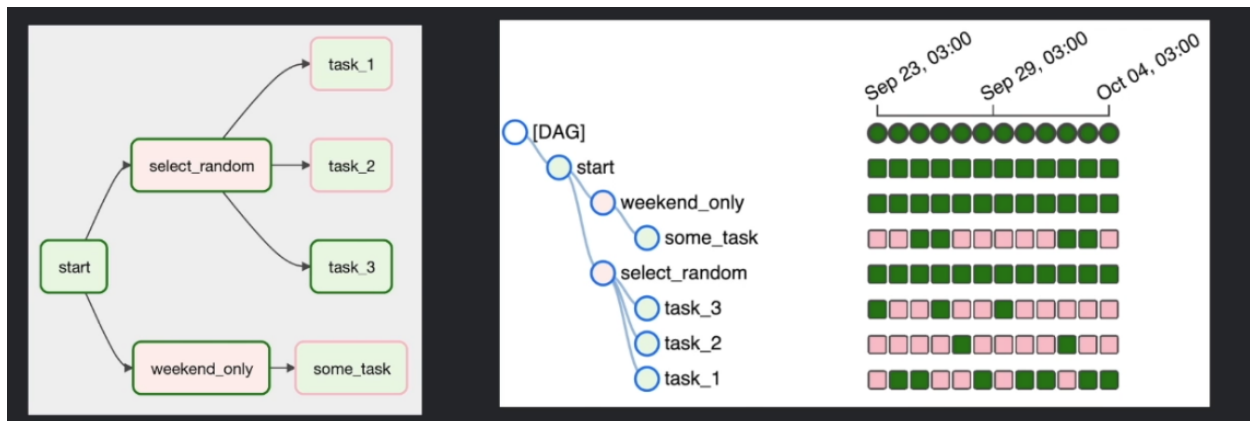 task_1
select_random
task_2
start
task_3
weekend_only
some_task
Sep 23, 03:00
Sep 29, 03:00
Oct 04, 03:00
[DAG]
start
weekend_only
some_task
select_random
task_3
task_2
task_1